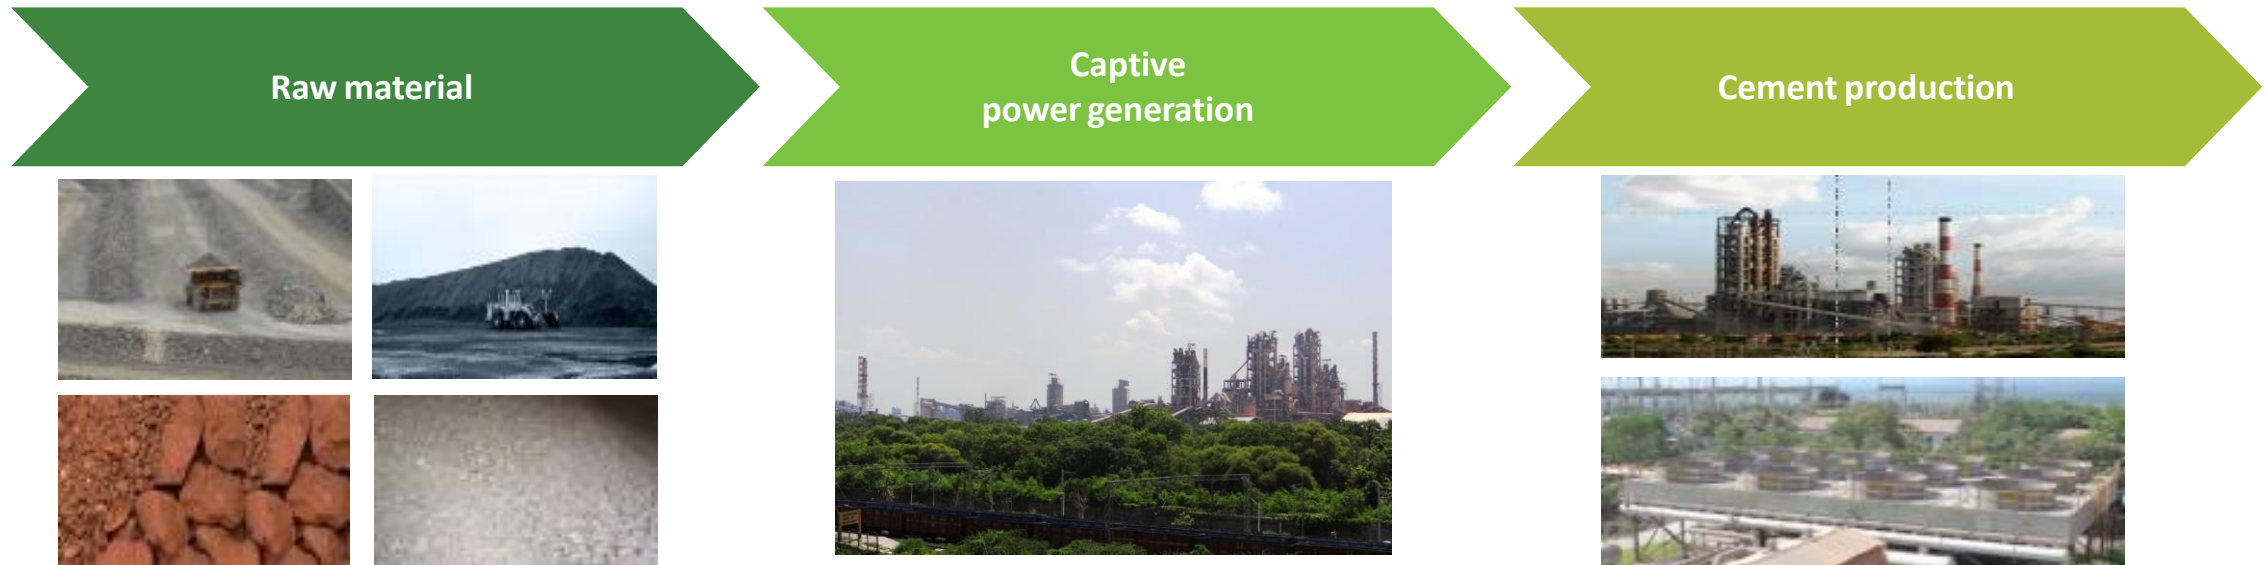 Raw material
Captive
power generation
Cement production